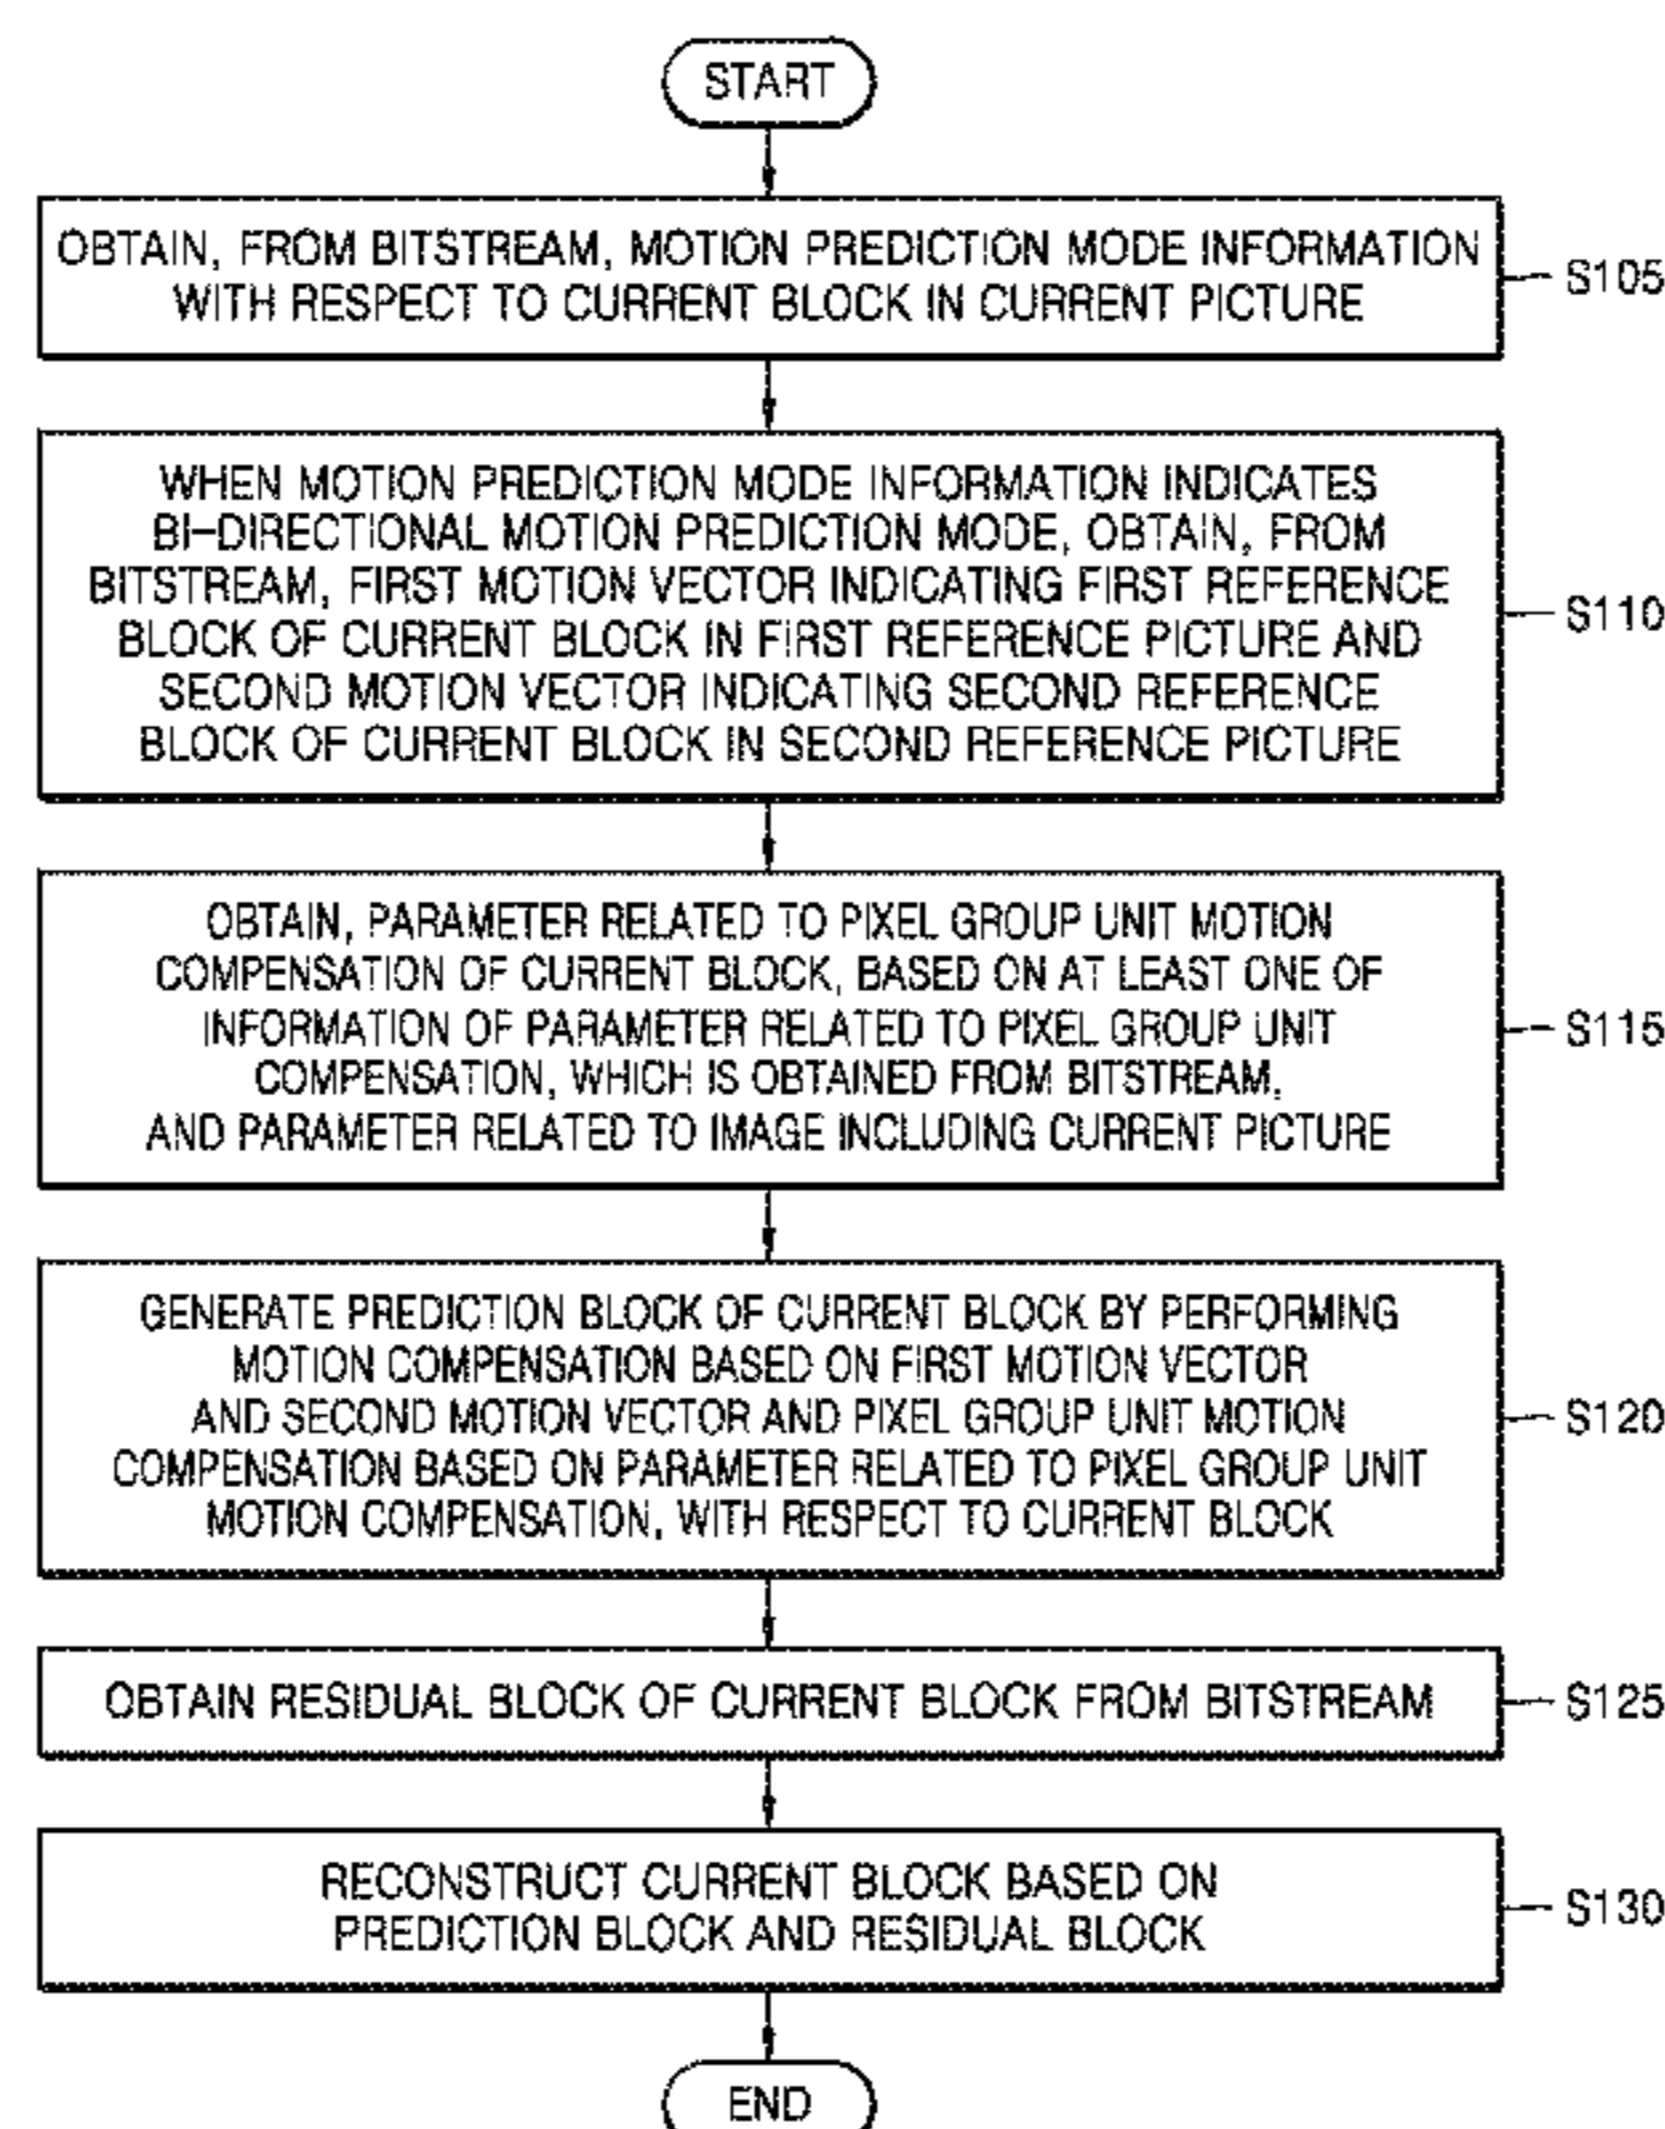 START
OBTAIN, FROM BITSTREAM, MOTION PREDICTION MODE INFORMATION
WITH RESPECT TO CURRENT BLOCK IN CURRENT PICTURE
S105
WHEN MOTION PREDICTION MODE INFORMATION INDICATES
BI-DIRECTIONAL MOTION PREDICTION MODE, OBTAIN, FROM
BITSTREAM, FIRST MOTION VECTOR INDICATING FIRST REFERENCE
BLOCK OF CURRENT BLOCK IN FIRST REFERENCE PICTURE AND
SECOND MOTION VECTOR INDICATING SECOND REFERENCE
BLOCK OF CURRENT BLOCK IN SECOND REFERENCE PICTURE
S110
OBTAIN, PARAMETER RELATED TO PIXEL GROUP UNIT MOTION
COMPENSATION OF CURRENT BLOCK, BASED ON AT LEAST ONE OF
INFORMATION OF PARAMETER RELATED TO PIXEL GROUP UNIT
COMPENSATION, WHICH IS OBTAINED FROM BITSTREAM,
AND PARAMETER RELATED TO IMAGE INCLUDING CURRENT PICTURE
S115
GENERATE PREDICTION BLOCK OF CURRENT BLOCK BY PERFORMING
MOTION COMPENSATION BASED ON FIRST MOTION VECTOR
AND SECOND MOTION VECTOR AND PIXEL GROUP UNIT MOTION
COMPENSATION BASED ON PARAMETER RELATED TO PIXEL GROUP UNIT
MOTION COMPENSATION, WITH RESPECT TO CURRENT BLOCK
S120
OBTAIN RESIDUAL BLOCK OF CURRENT BLOCK FROM BITSTREAM
S125
RECONSTRUCT CURRENT BLOCK BASED ON
PREDICTION BLOCK AND RESIDUAL BLOCK
S130
END